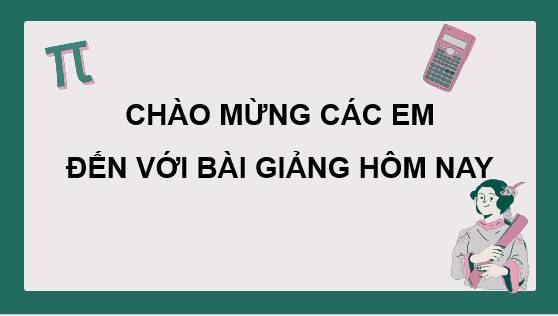 π
CHÀO MỪNG CÁC EM
ĐẾN VỚI BÀI GIẢNG HÔM NAY